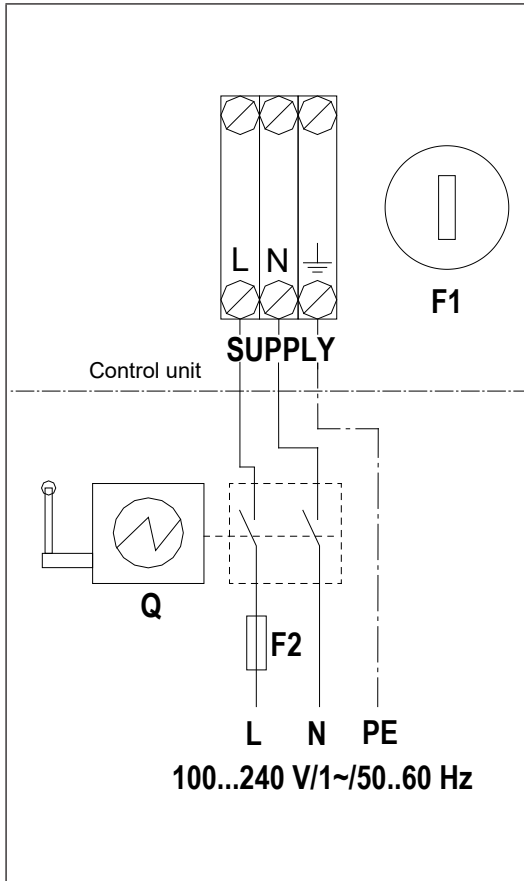 L N
F1
SUPPLY
Control unit
Q
F2
L N PE
100...240 V/1~/50..60 Hz